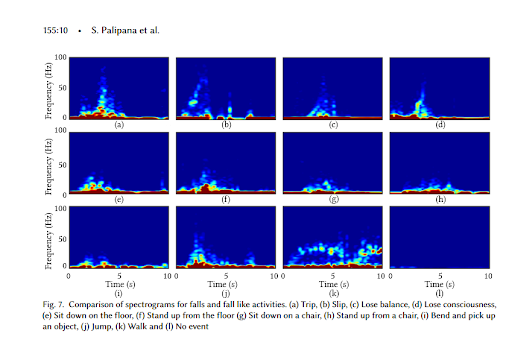 155:10 • S. Palipana et al.
100
50
0
Frequency (Hz)
(a) (b) (c) (d)
100
50
0
Frequency (Hz)
(e) (f) (g) (h)
100
50
0
Frequency (Hz)
5 10 0 5 10 0 5 10 0 5 10
Time (s) Time (s) Time (s) Time (s)
(i) (j) (k) (l)
Fig. 7. Comparison of spectrograms for falls and fall like activities. (a) Trip, (b) Slip, (c) Lose balance, (d) Lose consciousness,
(e) Sit down on the floor, (f) Stand up from the floor (g) Sit down on a chair, (h) Stand up from a chair, (i) Bend and pick up
an object, (j) Jump, (k) Walk and (l) No event